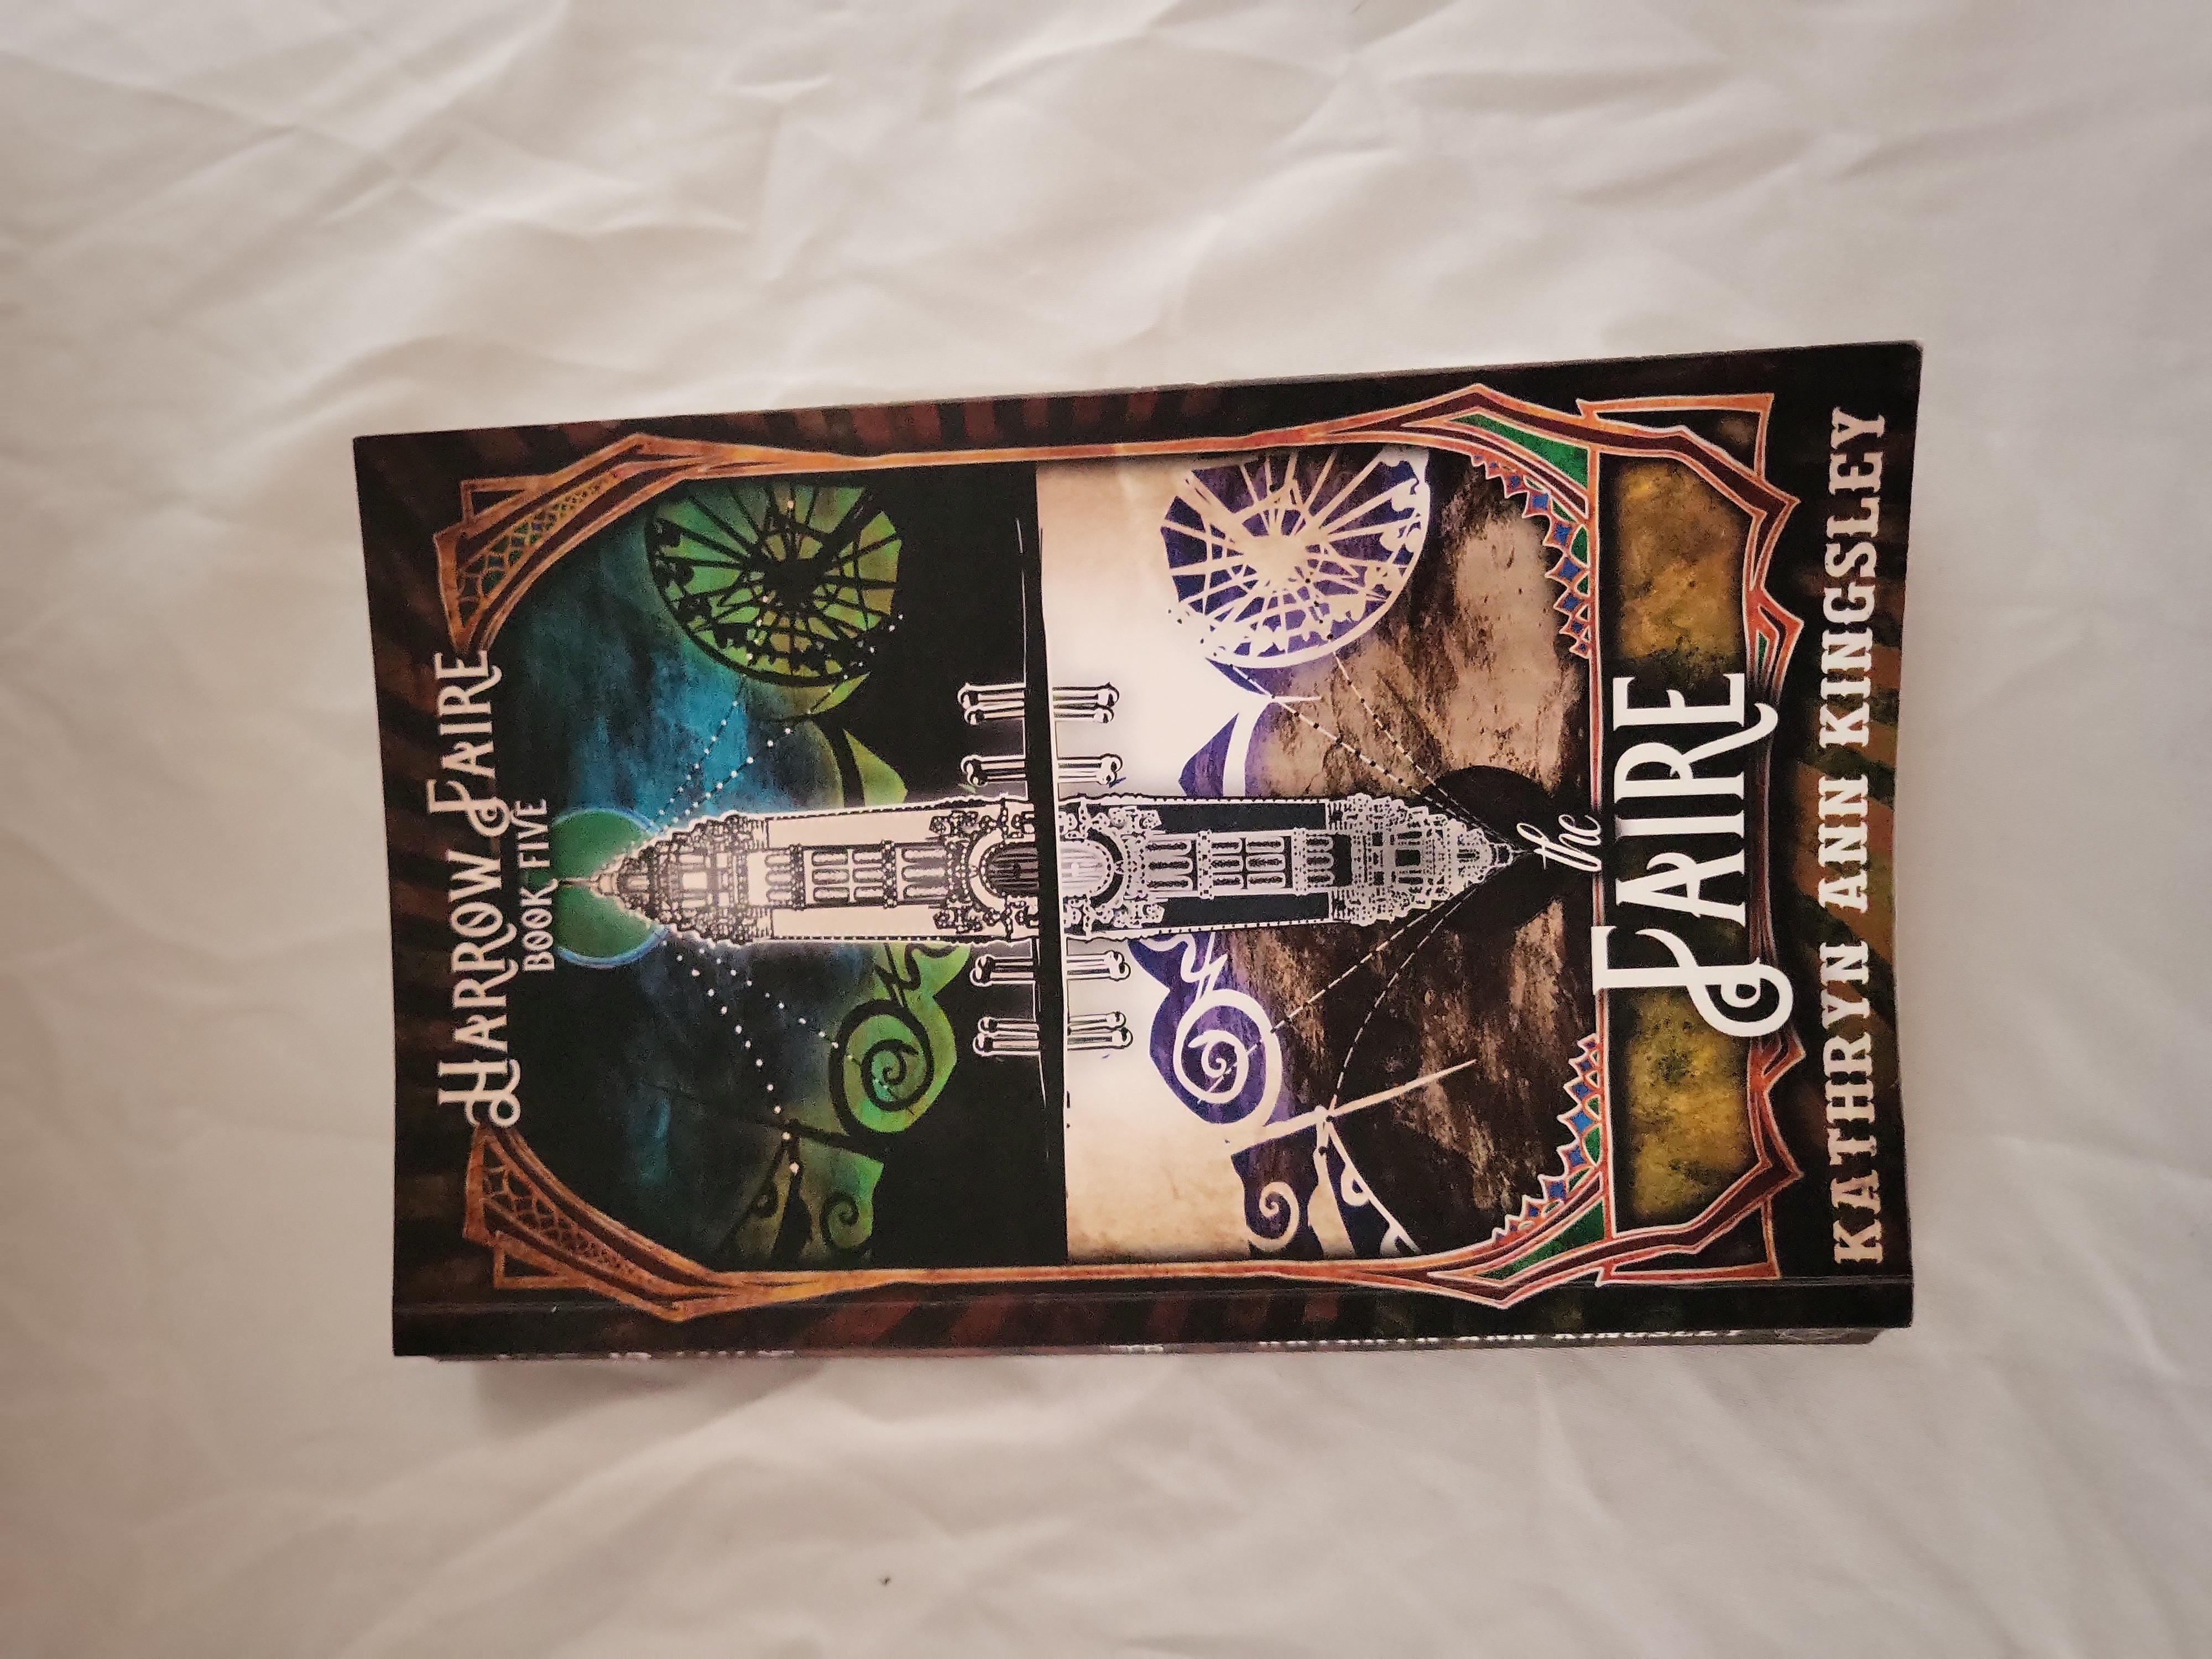 HARROW FAIRE
BOOK FIVE
the
FAIRE
KATHRYN ANN KINGSLEY